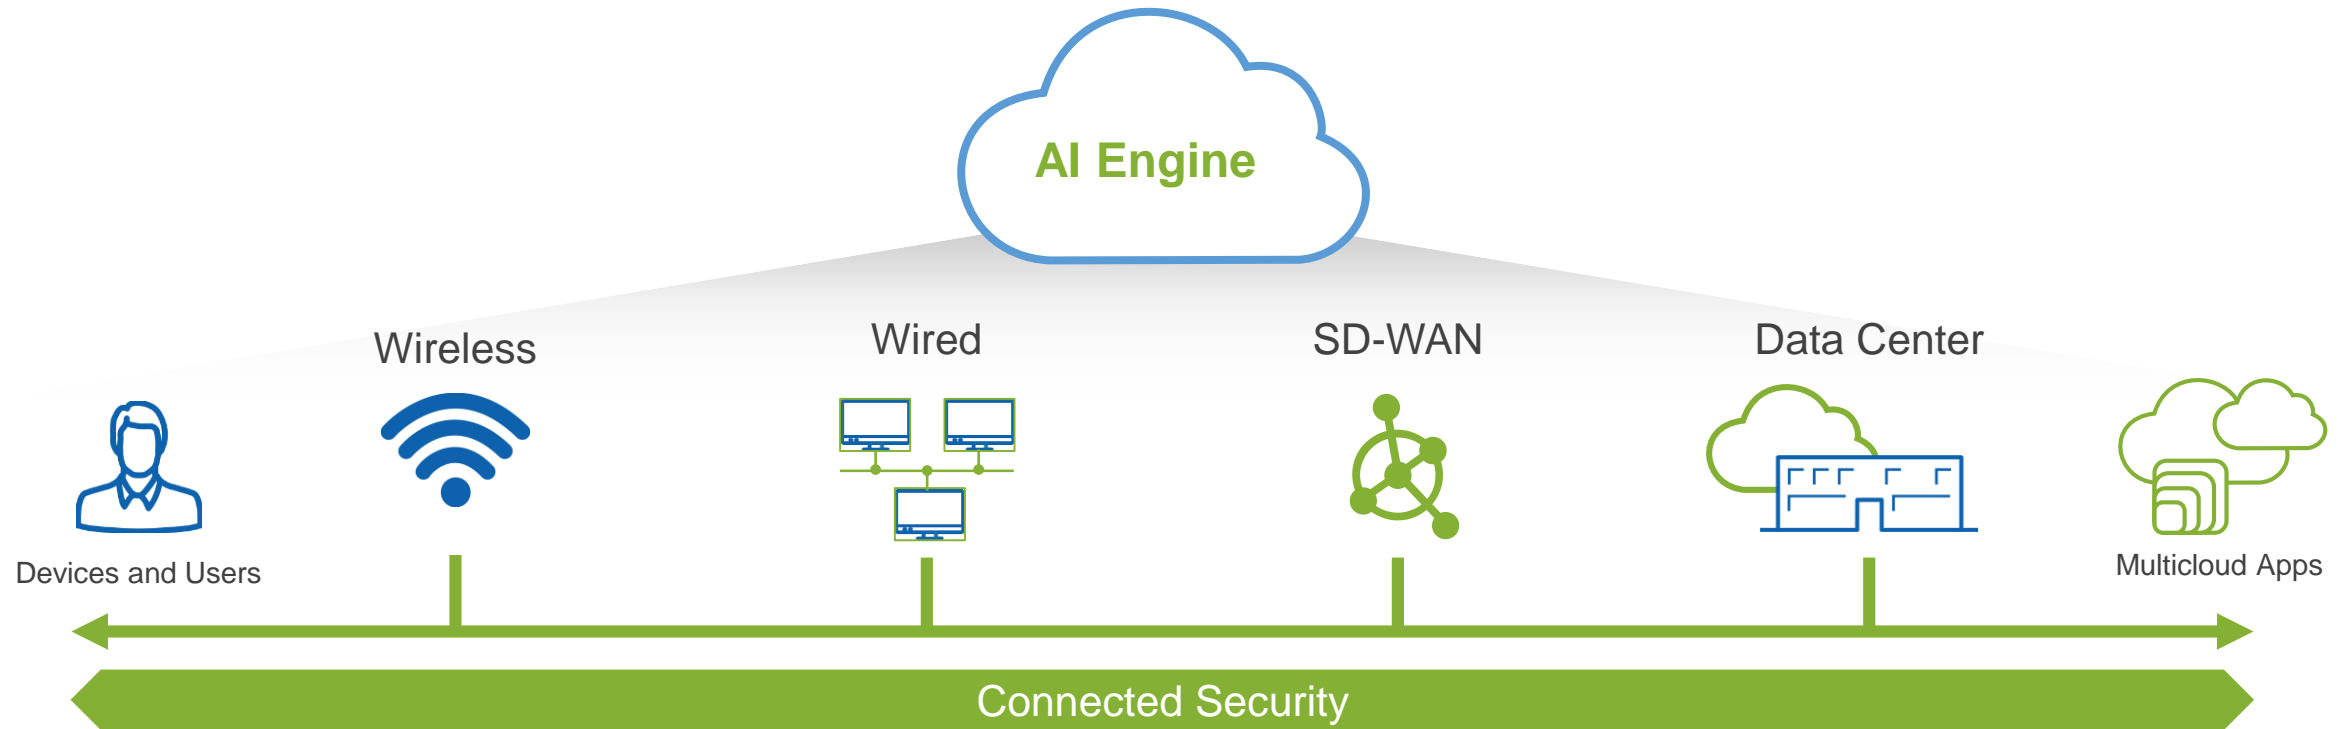 AI Engine
Wireless
Wired
SD-WAN
Data Center
Devices and Users
Multicloud Apps
Connected Security